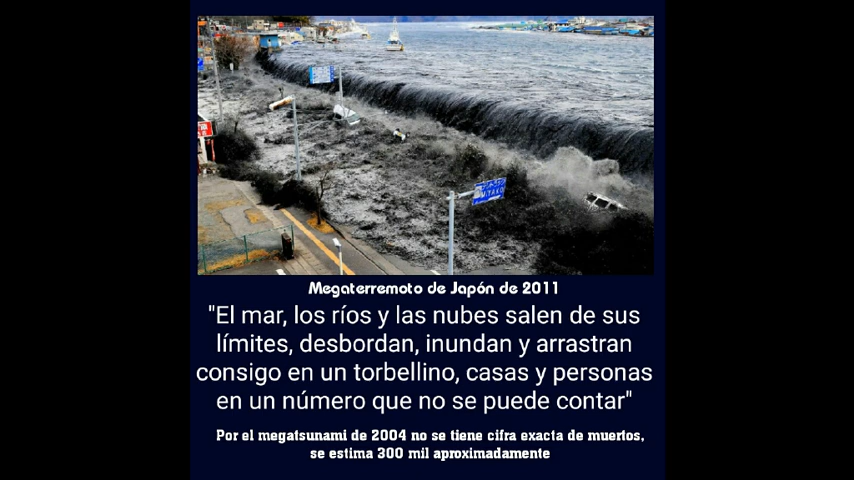 MIYAKO
Megaterremoto de Japón de 2011
"El mar, los ríos y las nubes salen de sus
límites, desbordan, inundan y arrastran
consigo en un torbellino, casas y personas
en un número que no se puede contar"
Por el megatsunami de 2004 no se tiene cifra exacta de muertos,
se estima 300 mil aproximadamente